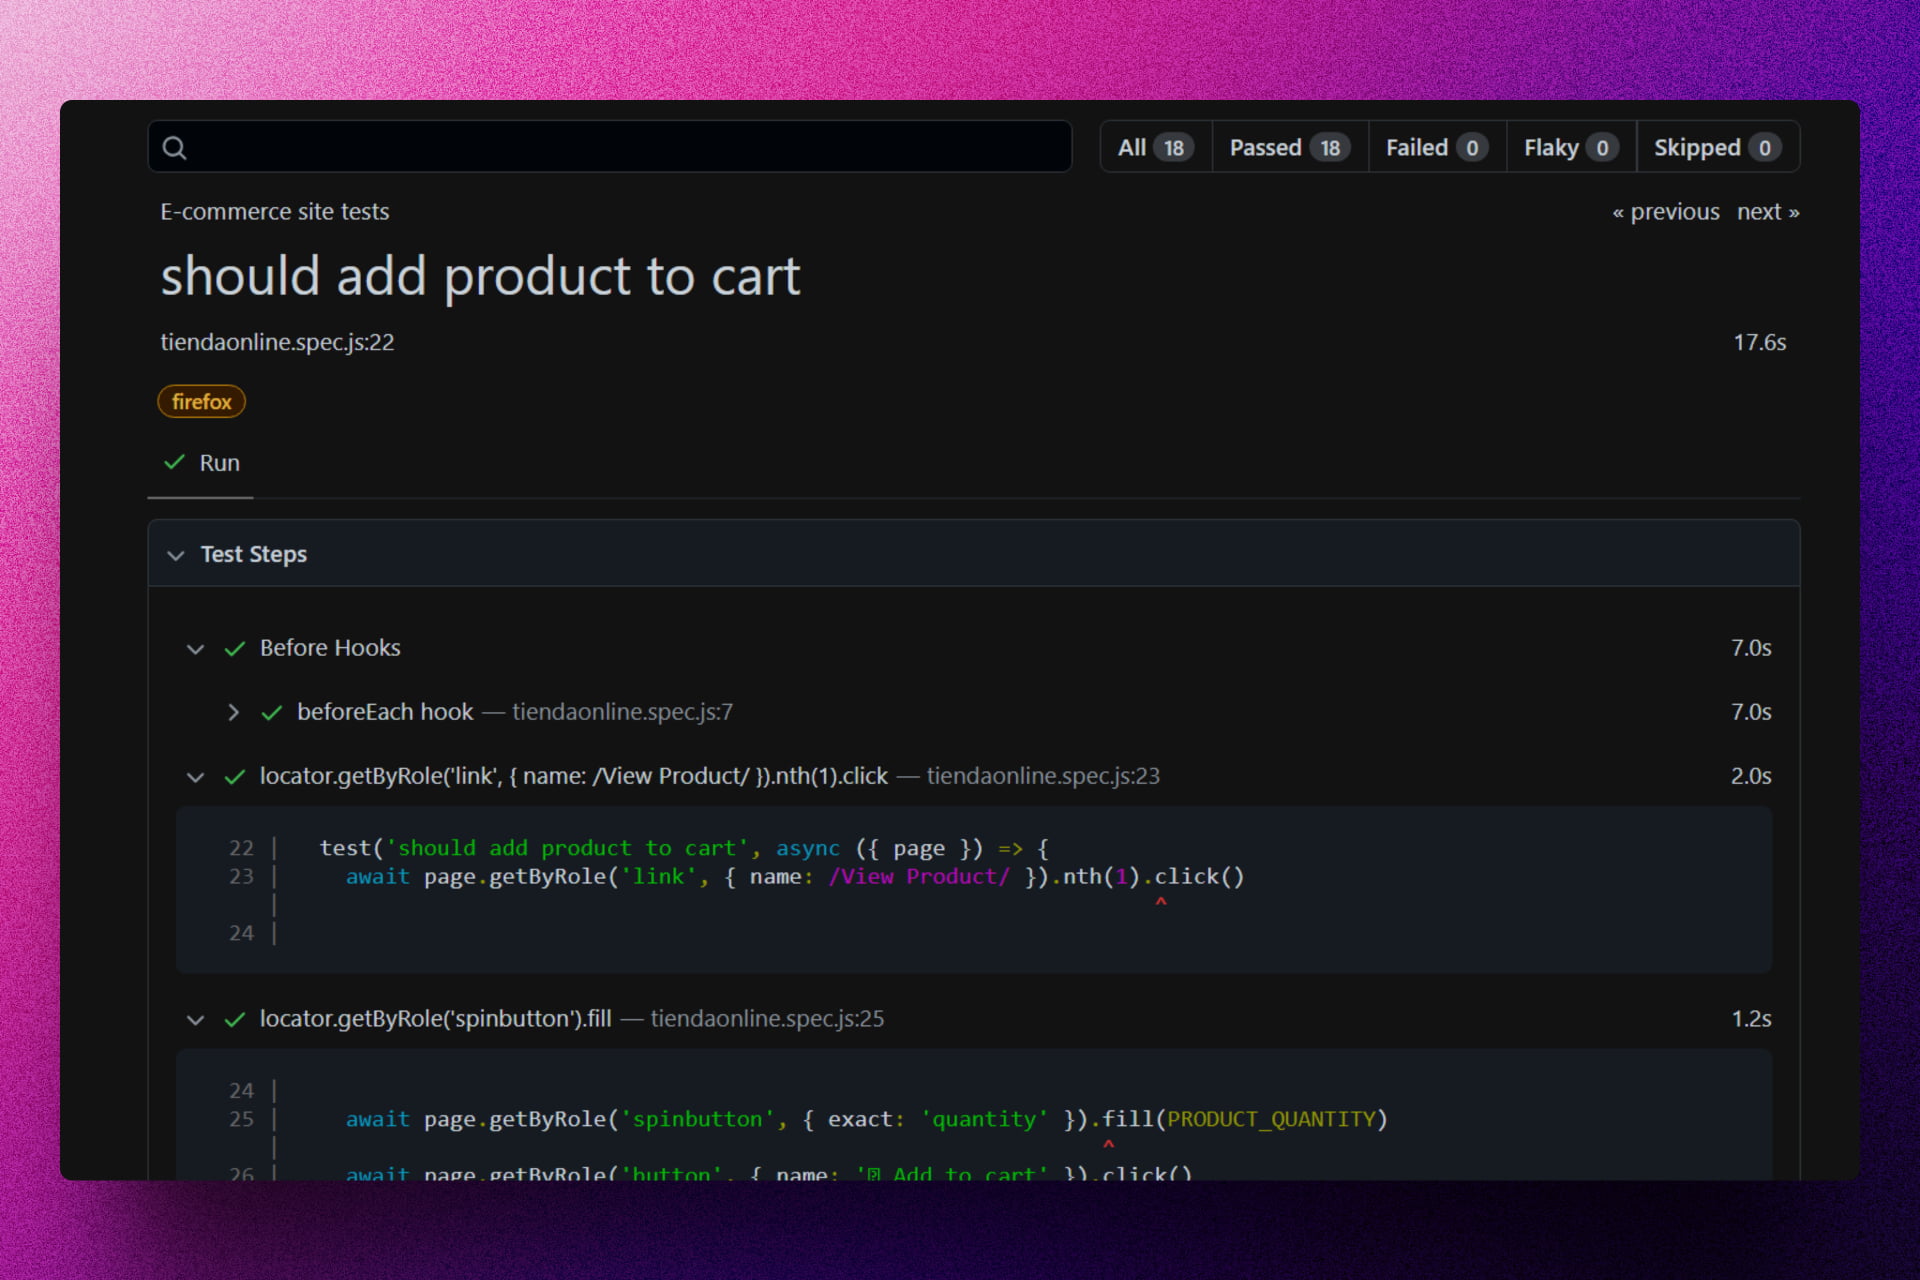 All 18 Passed 18 Failed 0 Flaky 0 Skipped 0
E-commerce site tests
« previous next »
should add product to cart
tiendaonline.spec.js:22
17.6s
firefox
Run
Test Steps
Before Hooks 7.0s
beforeEach hook — tiendaonline.spec.js:7 7.0s
locator.getByRole('link', { name: /View Product/ }).nth(1).click — tiendaonline.spec.js:23 2.0s
22 | test('should add product to cart', async ({ page }) => {
23 | await page.getByRole('link', { name: /View Product/ }).nth(1).click()
| ^
24 |
locator.getByRole('spinbutton').fill — tiendaonline.spec.js:25 1.2s
24 |
25 | await page.getByRole('spinbutton', { exact: 'quantity' }).fill(PRODUCT_QUANTITY)
| ^
26 | await page.getByRole('button', { name: ' Add to cart' }).click()